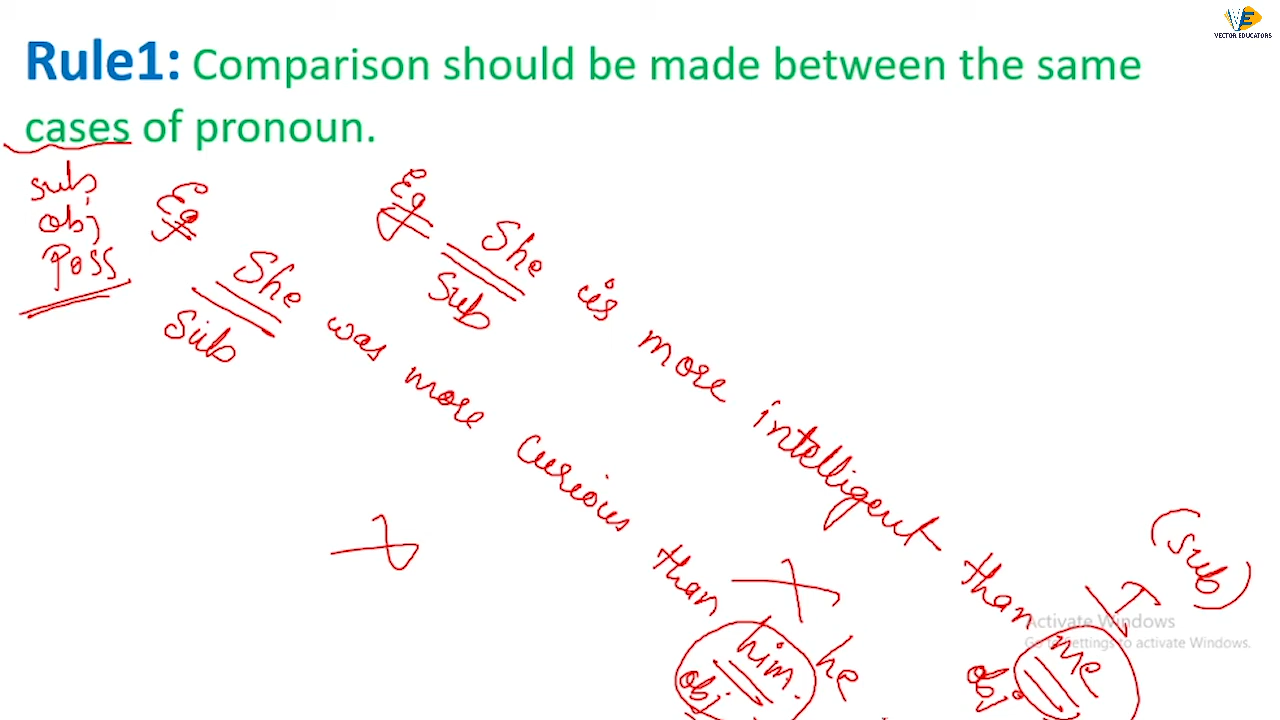 VECTOR EDUCATORS
Rule1: Comparison should be made between the same
cases of pronoun.
sub
obj
Poss
Eg
She was more curious than him.
Sub
obj
he
Eg
She is more intelligent than me
Sub
obj
I
(Sub)
Activate Windows
Go to Settings to activate Windows.